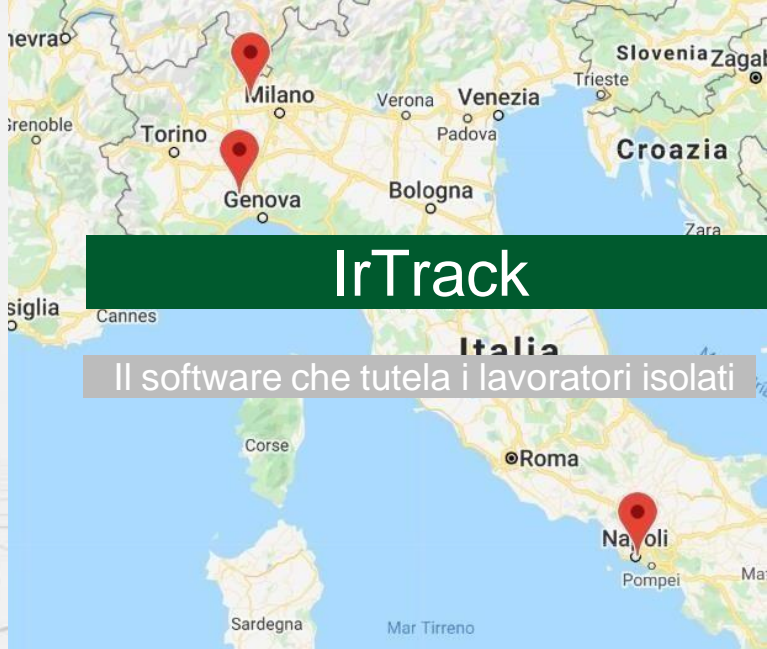 nevra
Slovenia
Zagab
Trieste
Milano
Verona
Venezia
Padova
Grenoble
Torino
Croazia
Genova
Bologna
Zara
IrTrack
siglia
Cannes
Italia
Il software che tutela i lavoratori isolati
Corse
Roma
Napoli
Pompei
Mat
Sardegna
Mar Tirreno